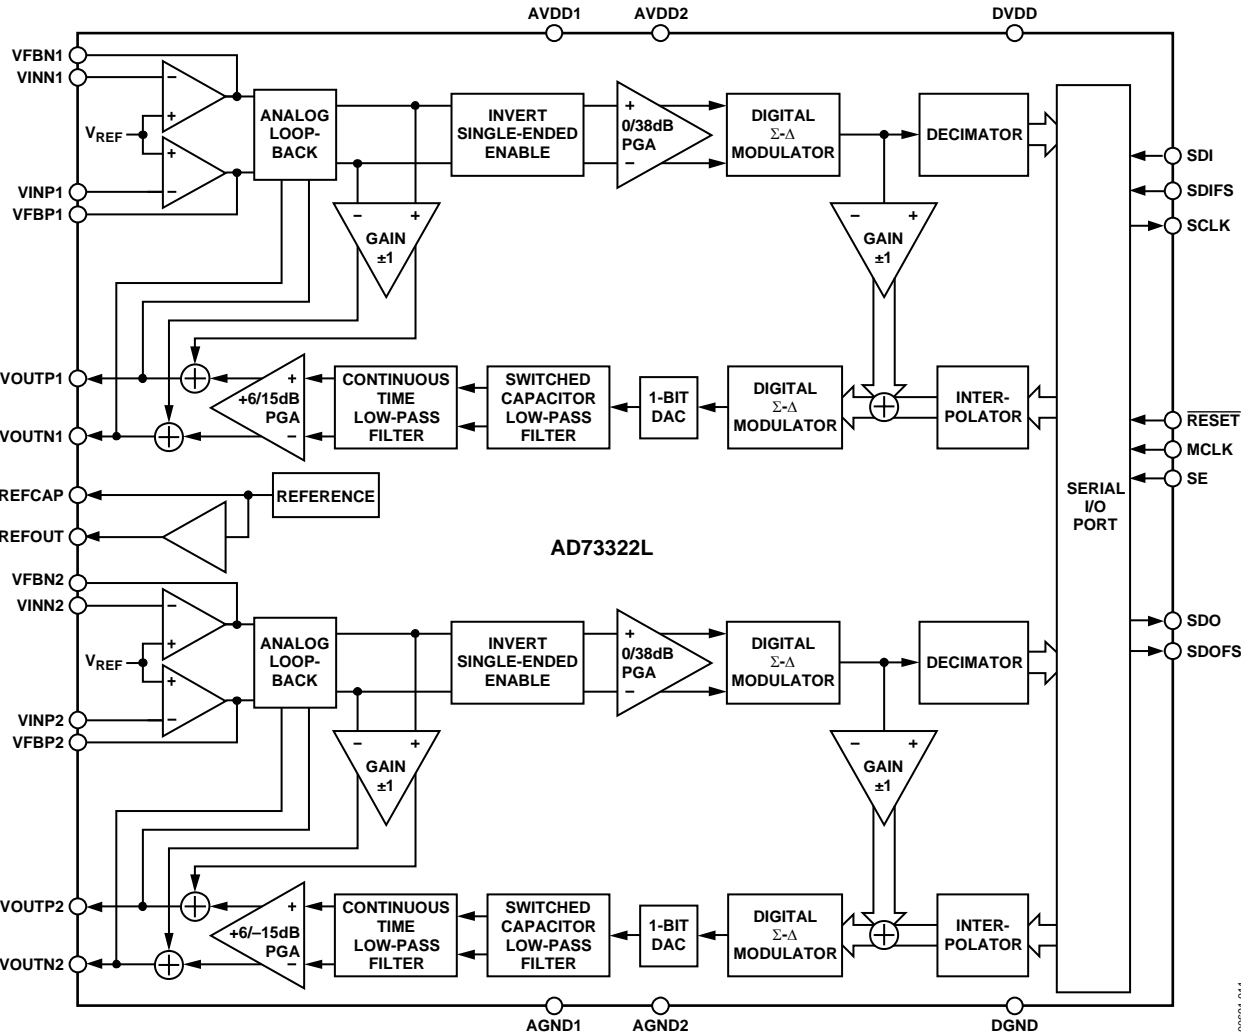 AVDD1 AVDD2 DVDD
VFBN1
VINN1
VREF
VINP1
VFBP1
− + + −
ANALOG
LOOP-
BACK
INVERT
SINGLE-ENDED
ENABLE
+
0/38dB
PGA
−
DIGITAL
Σ-Δ
MODULATOR
DECIMATOR
SDI
SDIFS
SCLK
− +
GAIN
±1
− +
GAIN
±1
VOUTP1
VOUTN1
+
+6/15dB
PGA
−
CONTINUOUS
TIME
LOW-PASS
FILTER
SWITCHED
CAPACITOR
LOW-PASS
FILTER
1-BIT
DAC
DIGITAL
Σ-Δ
MODULATOR
INTER-
POLATOR
RESET
MCLK
SE
SERIAL
I/O
PORT
REFCAP
REFOUT
REFERENCE
AD73322L
VFBN2
VINN2
VREF
VINP2
VFBP2
− + + −
ANALOG
LOOP-
BACK
INVERT
SINGLE-ENDED
ENABLE
+
0/38dB
PGA
−
DIGITAL
Σ-Δ
MODULATOR
DECIMATOR
SDO
SDOFS
− +
GAIN
±1
− +
GAIN
±1
VOUTP2
VOUTN2
+
+6/−15dB
PGA
−
CONTINUOUS
TIME
LOW-PASS
FILTER
SWITCHED
CAPACITOR
LOW-PASS
FILTER
1-BIT
DAC
DIGITAL
Σ-Δ
MODULATOR
INTER-
POLATOR
AGND1 AGND2 DGND